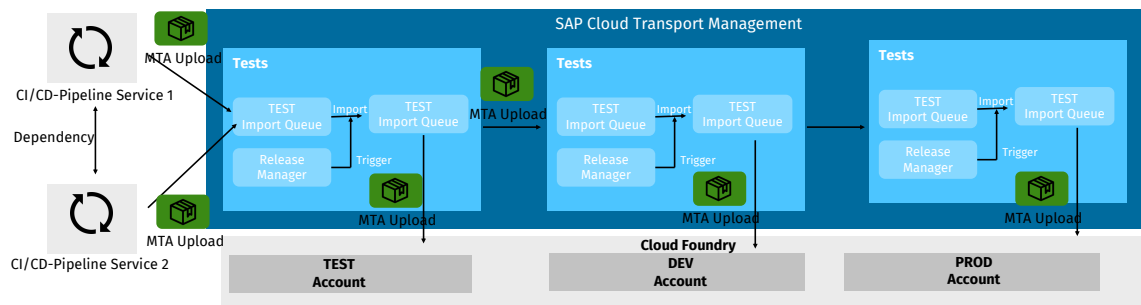 SAP Cloud Transport Management
MTA Upload
CI/CD-Pipeline Service 1
Dependency
MTA Upload
CI/CD-Pipeline Service 2
Tests
TEST
Import Queue
Import
TEST
Import Queue
Release
Manager
Trigger
MTA Upload
MTA Upload
Tests
TEST
Import Queue
Import
TEST
Import Queue
Release
Manager
Trigger
MTA Upload
Tests
TEST
Import Queue
Import
TEST
Import Queue
Release
Manager
Trigger
MTA Upload
Cloud Foundry
TEST
Account
DEV
Account
PROD
Account